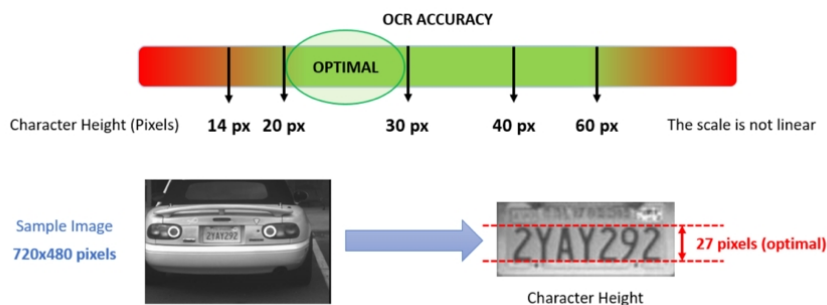 OCR ACCURACY
OPTIMAL
Character Height (Pixels)
14 px
20 px
30 px
40 px
60 px
The scale is not linear
Sample Image
720x480 pixels
2YAY292
2YAY292
27 pixels (optimal)
Character Height